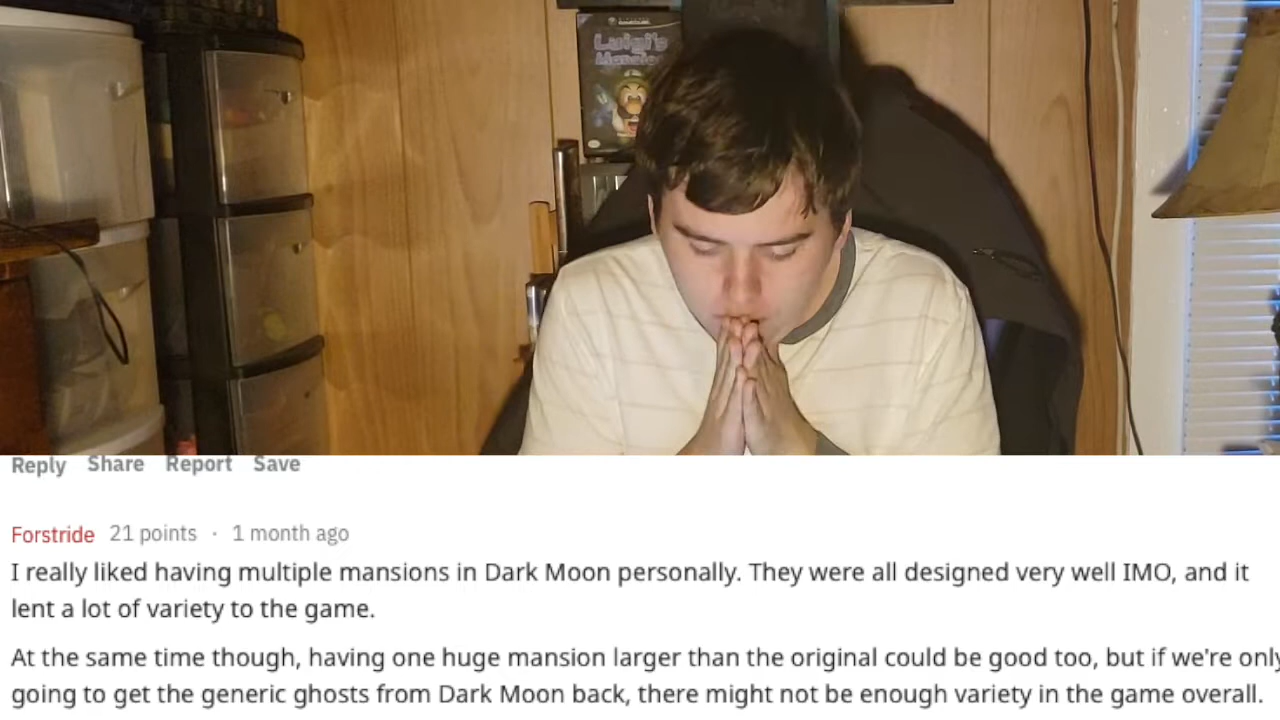 Luigi's
Mansion
Reply Share Report Save
Forstride 21 points · 1 month ago
I really liked having multiple mansions in Dark Moon personally. They were all designed very well IMO, and it
lent a lot of variety to the game.
At the same time though, having one huge mansion larger than the original could be good too, but if we're only
going to get the generic ghosts from Dark Moon back, there might not be enough variety in the game overall.